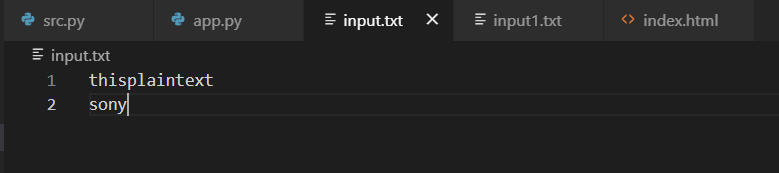 src.py app.py input.txt input1.txt index.html
input.txt
1 thisplaintext
2 sony